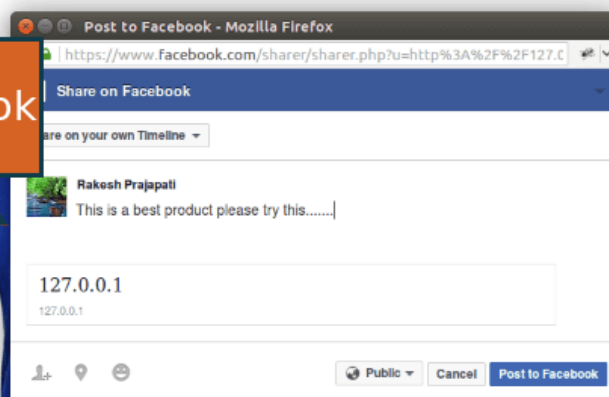 Post to Facebook - Mozilla Firefox
https://www.facebook.com/sharer/sharer.php?u=http%3A%2F%2F127.0
ok
Share on Facebook
are on your own Timeline
Rakesh Prajapati
This is a best product please try this.......
127.0.0.1
127.0.0.1
Public
Cancel
Post to Facebook